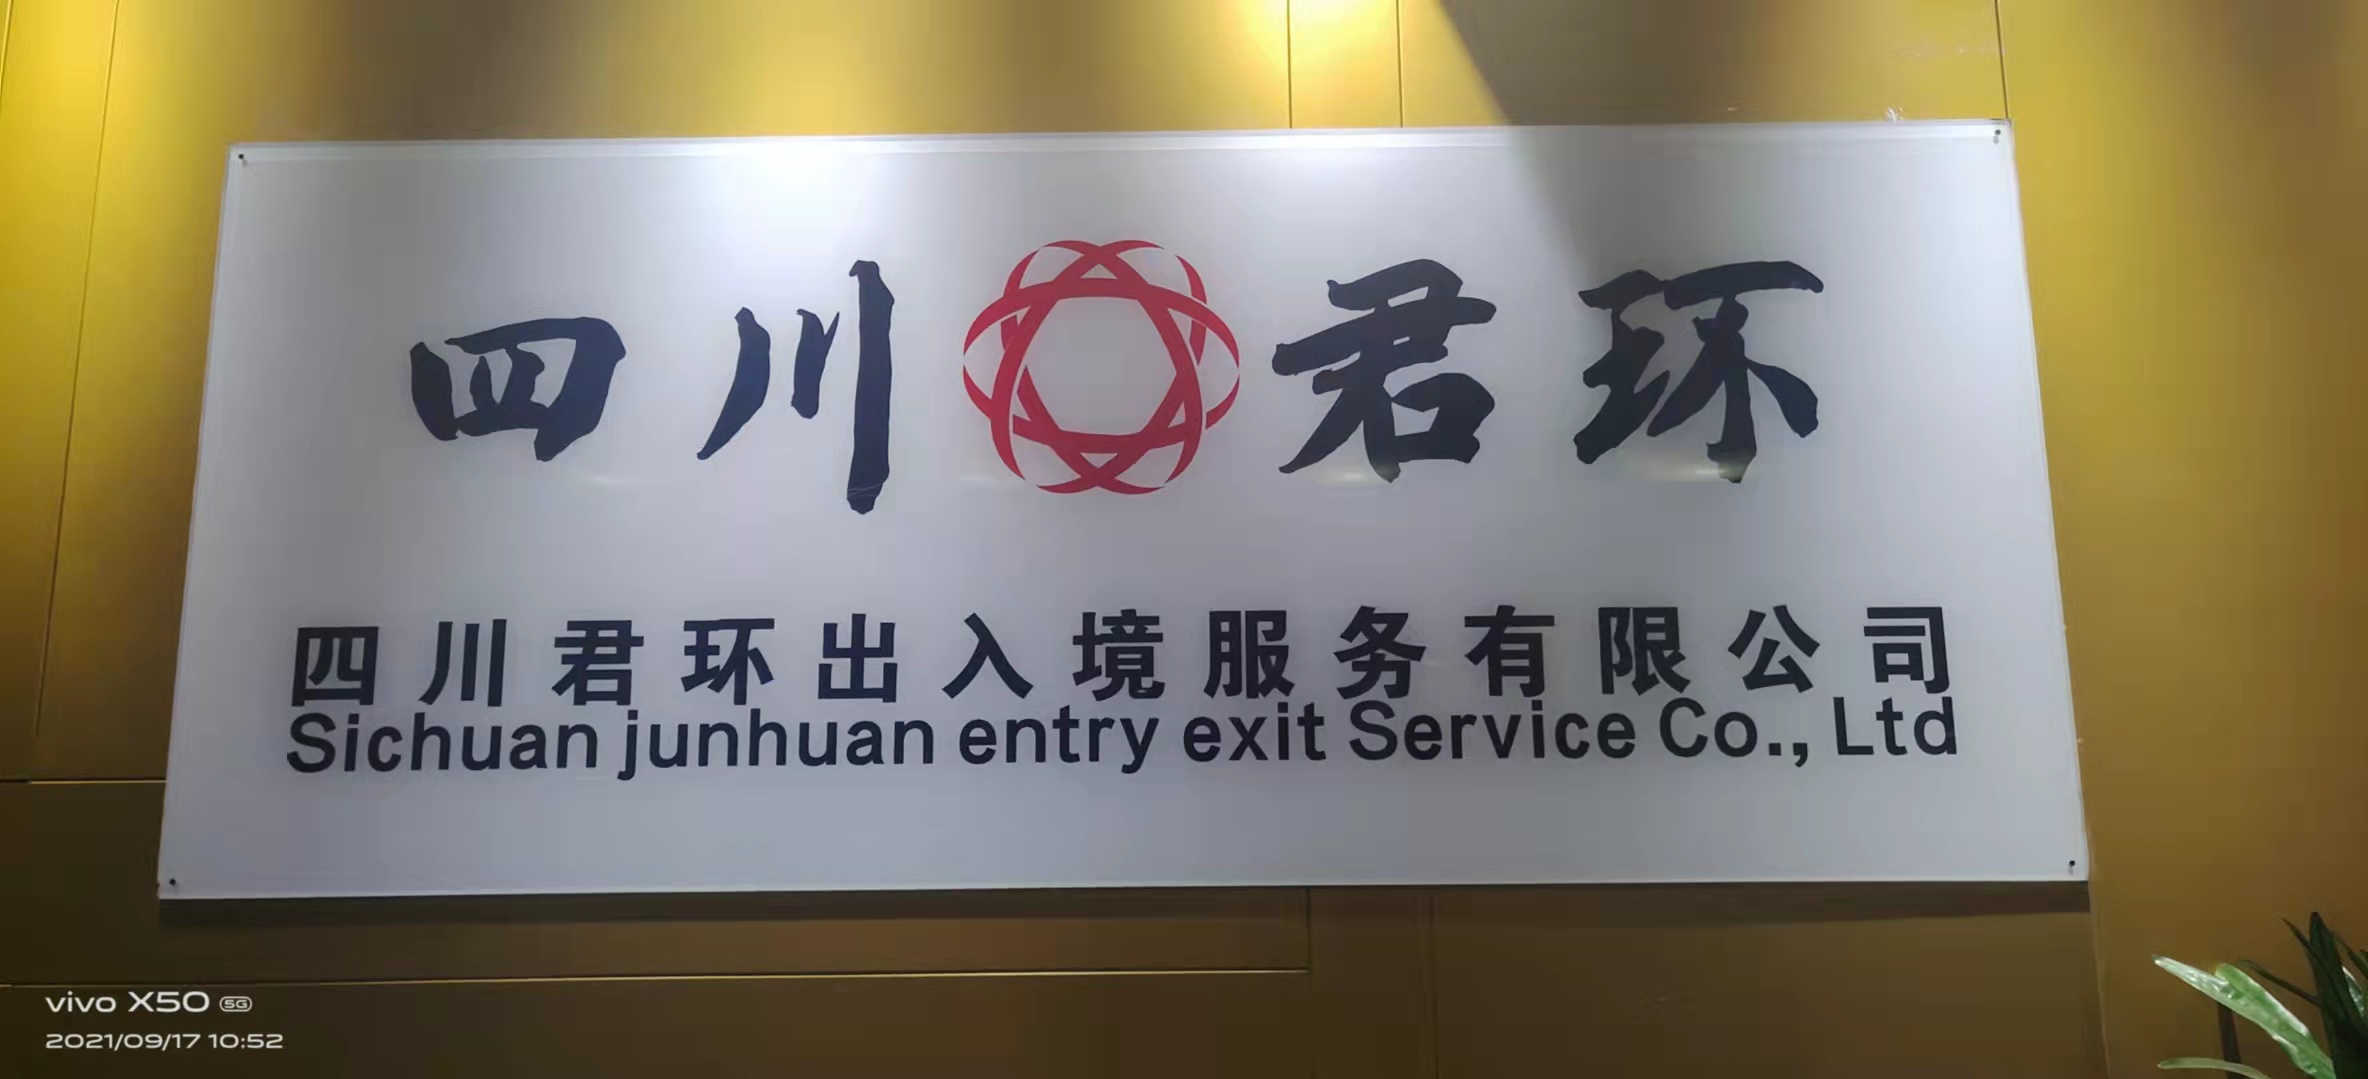 四川君环
四川君环出入境服务有限公司
Sichuan junhuan entry exit Service Co., Ltd
vivo X50 5G
2021/09/17 10:52